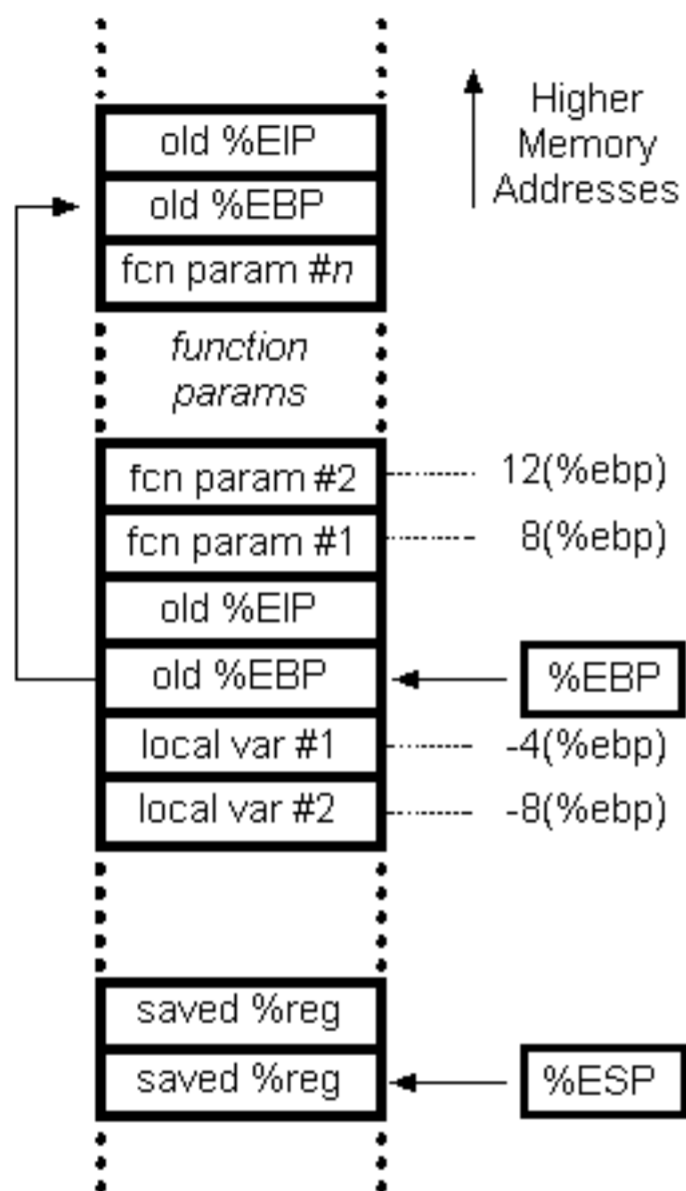 old %EIP
Higher
Memory
Addresses
old %EBP
fcn param #n
function
params
fcn param #2
12(%ebp)
fcn param #1
8(%ebp)
old %EIP
old %EBP
%EBP
local var #1
-4(%ebp)
local var #2
-8(%ebp)
saved %reg
saved %reg
%ESP